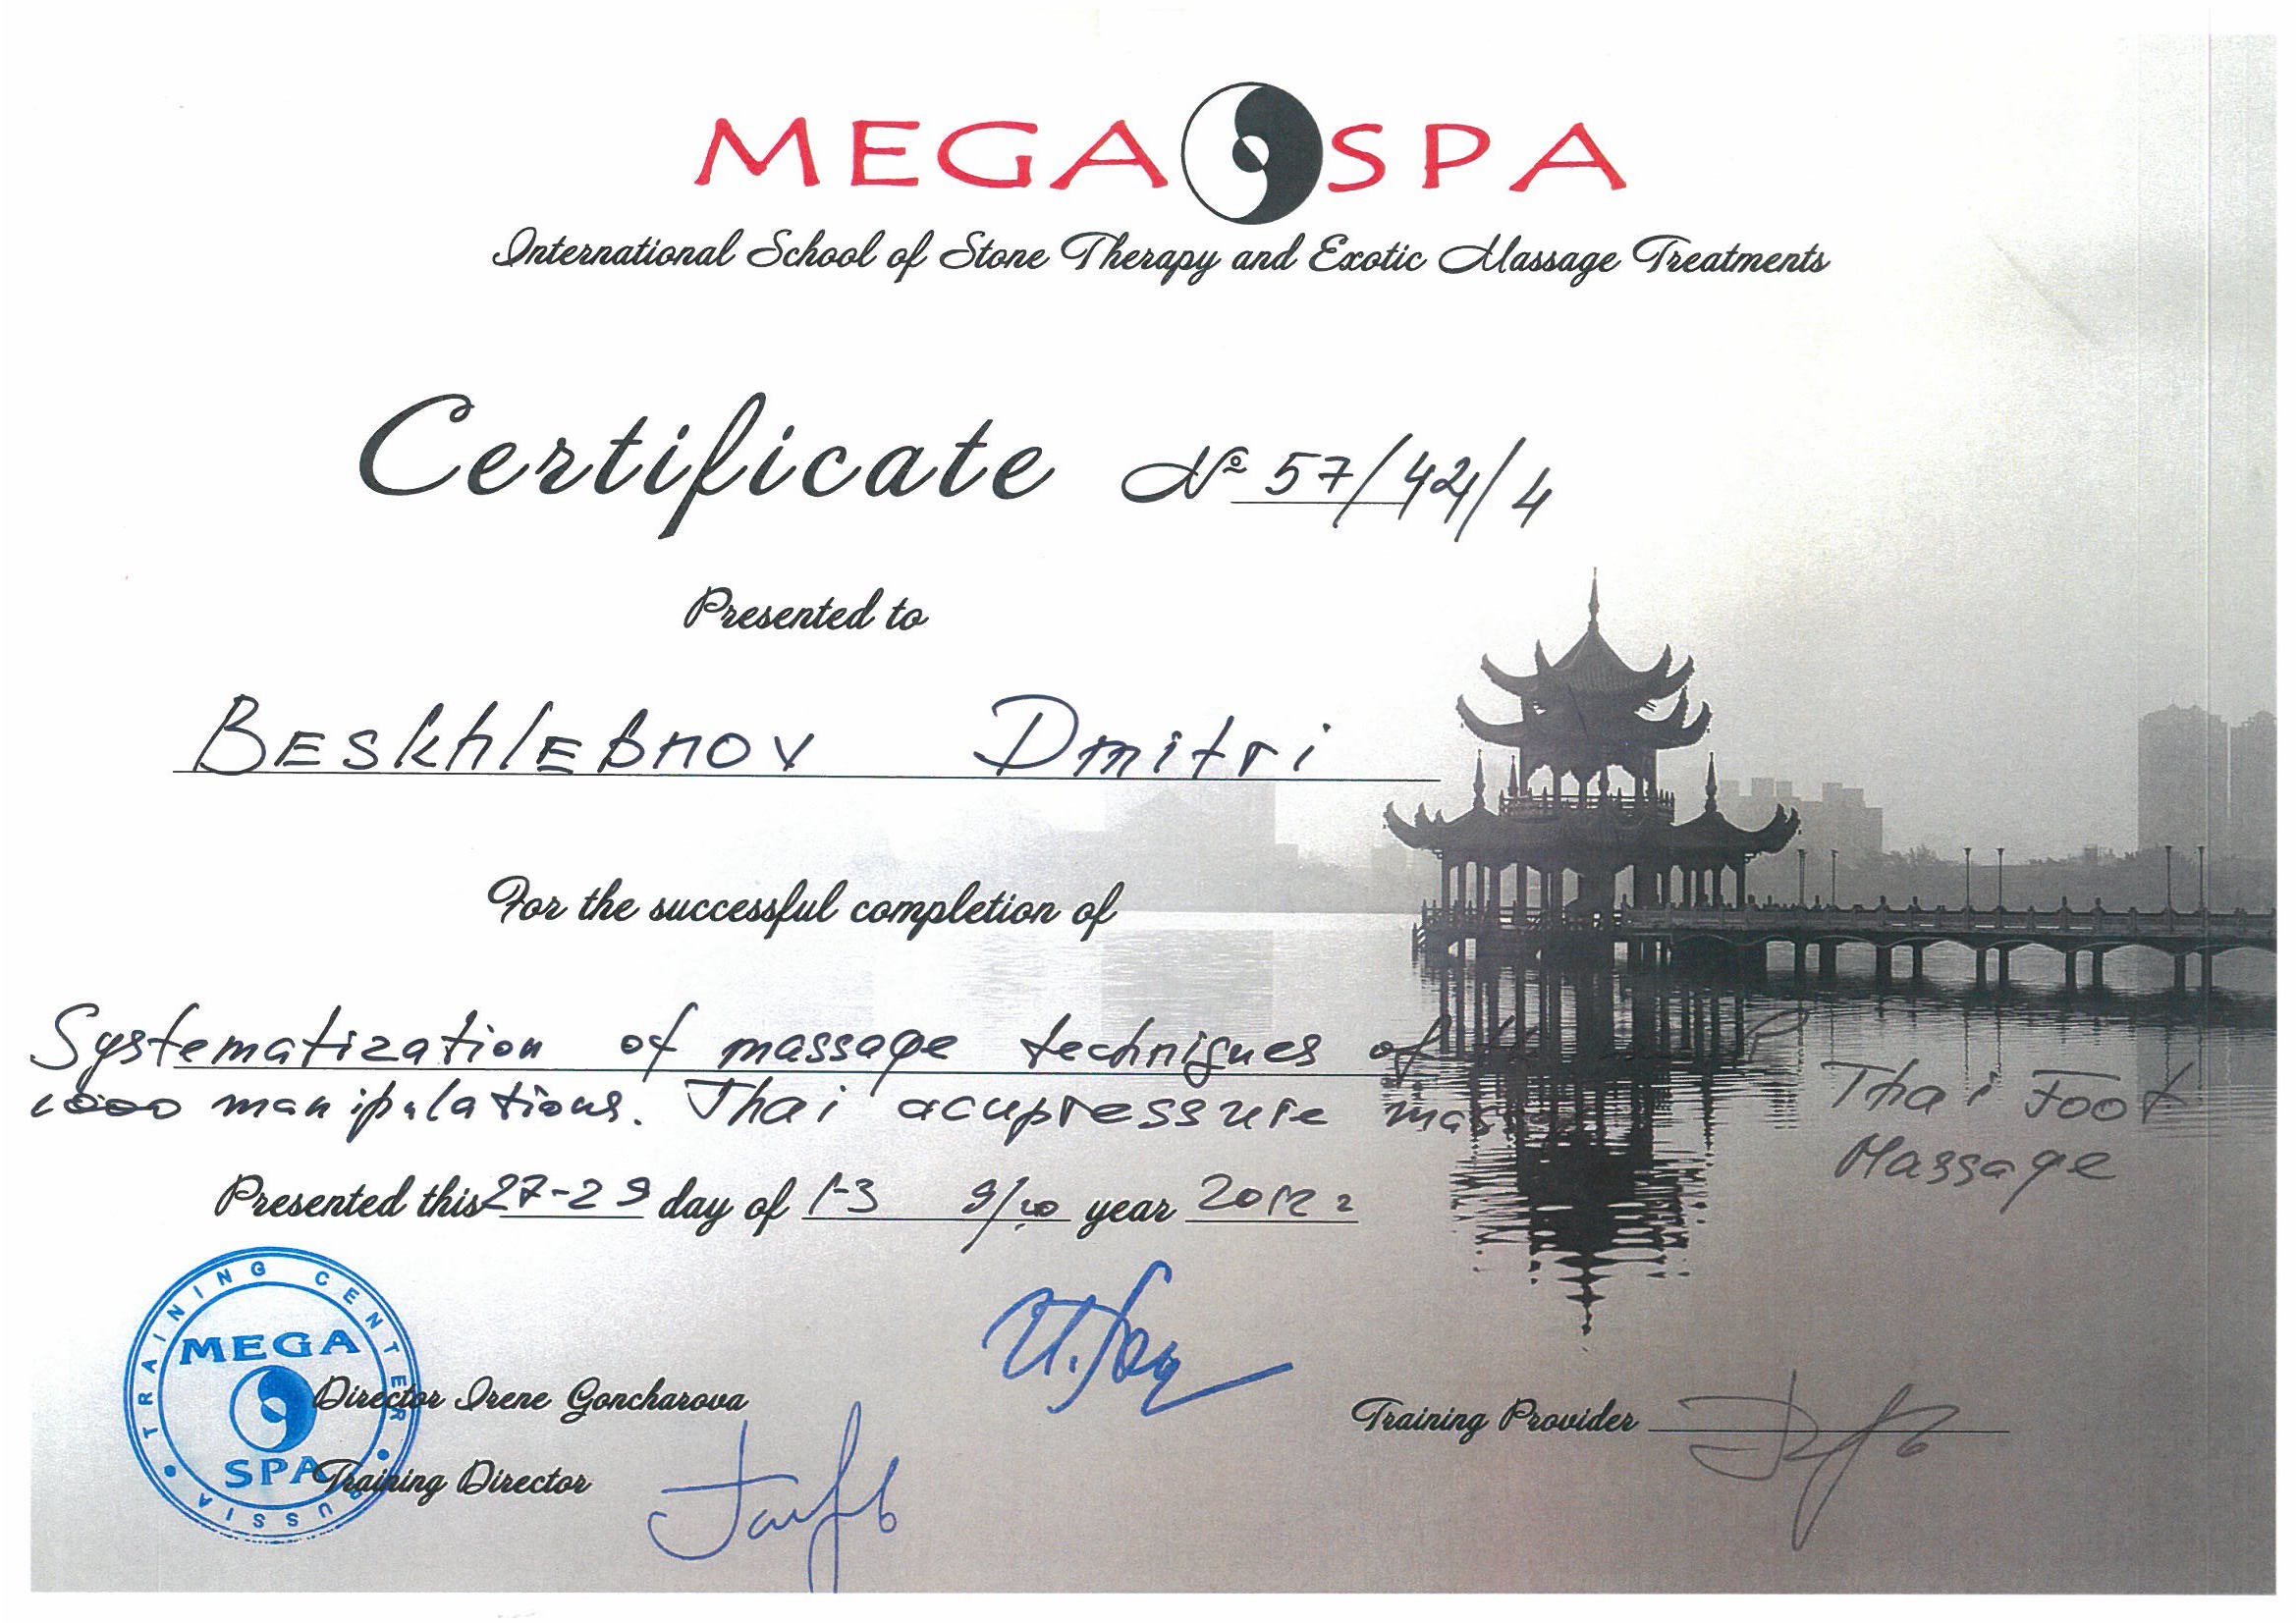 MEGA SPA
International School of Stone Therapy and Exotic Massage Treatments
Certificate № 57/42/4
Presented to
Beskhlebnov Dmitri
For the successful completion of
Systematization of massage techniques of
1000 manipulations. Thai acupressure
Thai Foot
Massage
Presented this 27-29 day of 1-3 9/10 year 2012 г
TRAINING CENTER
MEGA
SPA
RUSSIA
Director Irene Goncharova
Training Provider
Training Director